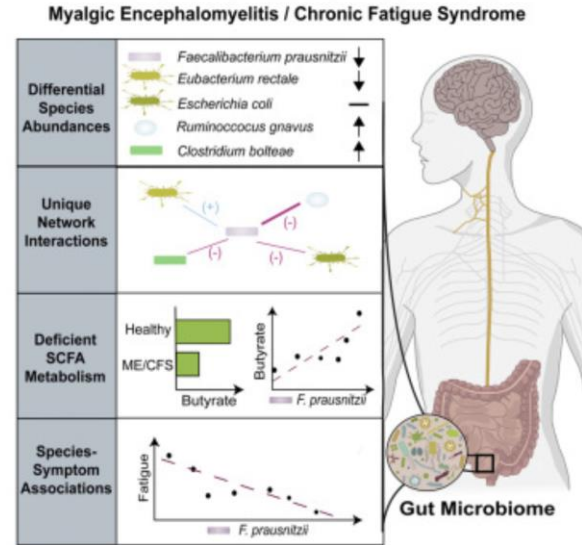 Myalgic Encephalomyelitis / Chronic Fatigue Syndrome
Differential
Species
Abundances
Faecalibacterium prausnitzii
Eubacterium rectale
Escherichia coli
Ruminoccocus gnavus
Clostridium bolteae
Unique
Network
Interactions
(+)
(-)
(-)
(-)
Deficient
SCFA
Metabolism
Healthy
ME/CFS
Butyrate
Butyrate
F. prausnitzii
Species-
Symptom
Associations
Fatigue
F. prausnitzii
Gut Microbiome